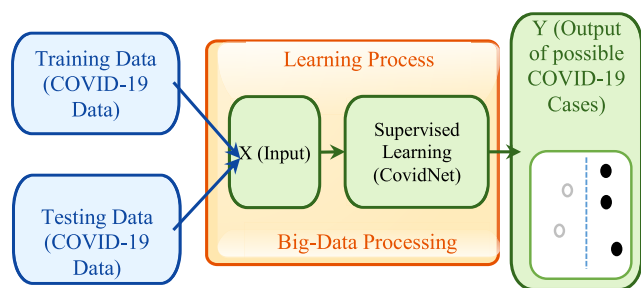 Training Data
(COVID-19
Data)
Testing Data
(COVID-19
Data)
Learning Process
X (Input)
Supervised
Learning
(CovidNet)
Big-Data Processing
Y (Output
of possible
COVID-19
Cases)